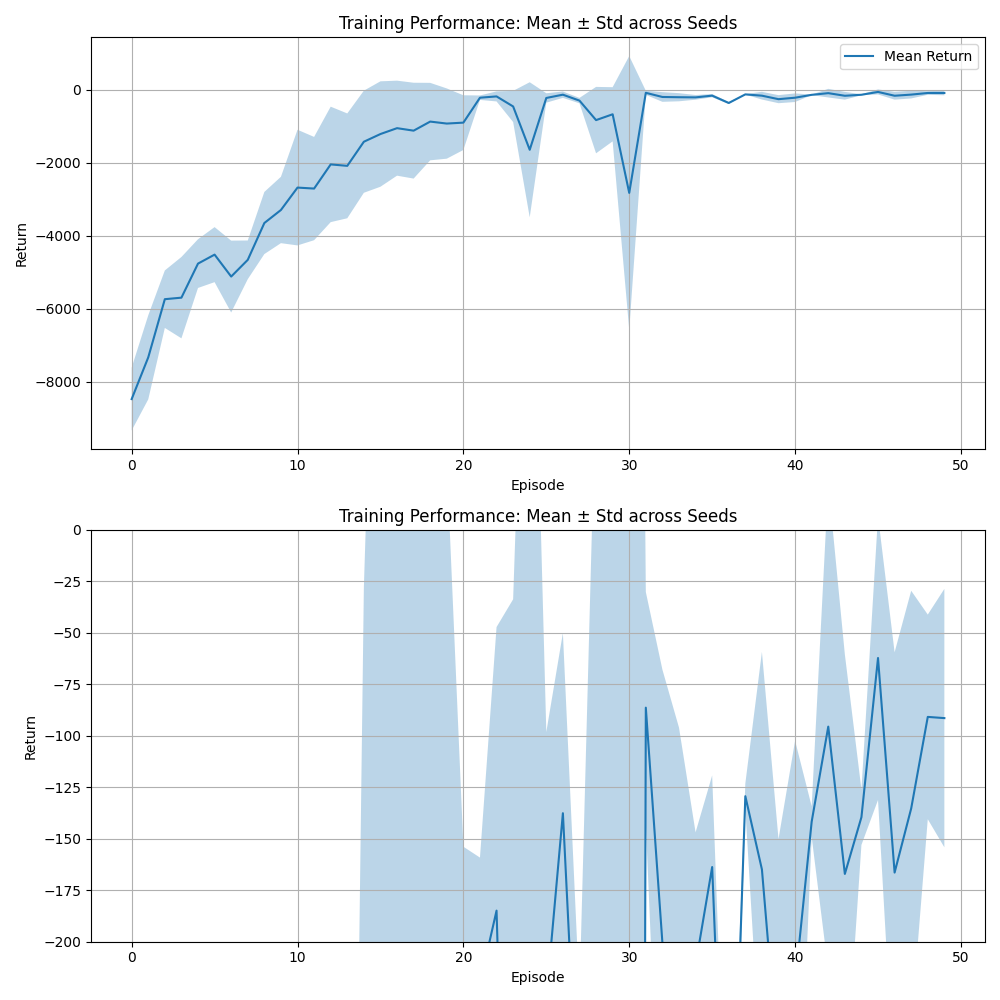 Training Performance: Mean ± Std across Seeds
Mean Return
0
−2000
−4000
−6000
−8000
Return
0 10 20 30 40 50
Episode
Training Performance: Mean ± Std across Seeds
0
−25
−50
−75
−100
−125
−150
−175
−200
Return
0 10 20 30 40 50
Episode